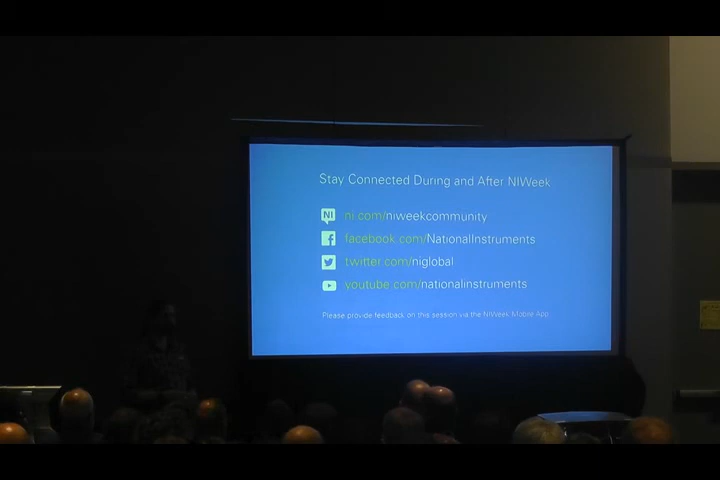 Stay Connected During and After NIWeek
NI ni.com/niweekcommunity
facebook.com/NationalInstruments
twitter.com/niglobal
youtube.com/nationalinstruments
Please provide feedback on this session via the NIWeek Mobile App